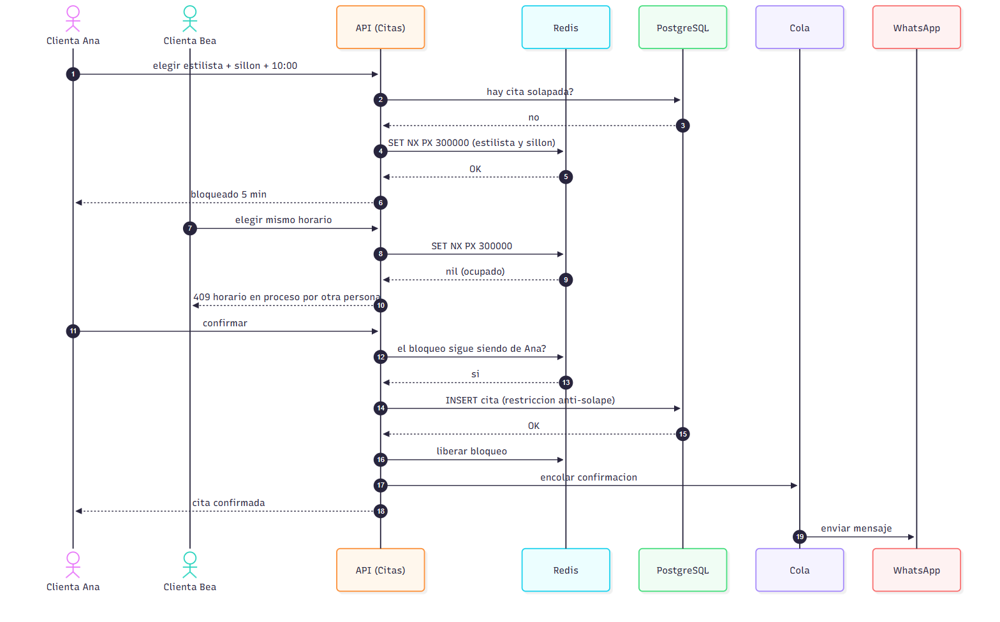 Clienta Ana
Clienta Bea
API (Citas)
Redis
PostgreSQL
Cola
WhatsApp
elegir estilista + sillon + 10:00
1
hay cita solapada?
2
no
3
SET NX PX 300000 (estilista y sillon)
4
OK
5
bloqueado 5 min
6
elegir mismo horario
7
SET NX PX 300000
8
nil (ocupado)
9
409 horario en proceso por otra persona
10
confirmar
11
el bloqueo sigue siendo de Ana?
12
si
13
INSERT cita (restriccion anti-solape)
14
OK
15
liberar bloqueo
16
encolar confirmacion
17
cita confirmada
18
enviar mensaje
19
Clienta Ana
Clienta Bea
API (Citas)
Redis
PostgreSQL
Cola
WhatsApp